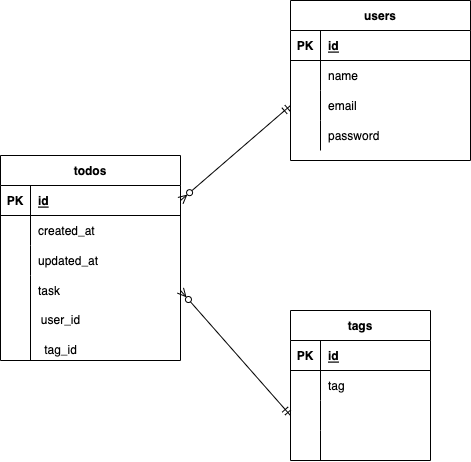 users
PK id
name
email
password
todos
PK id
created_at
updated_at
task
user_id
tag_id
tags
PK id
tag